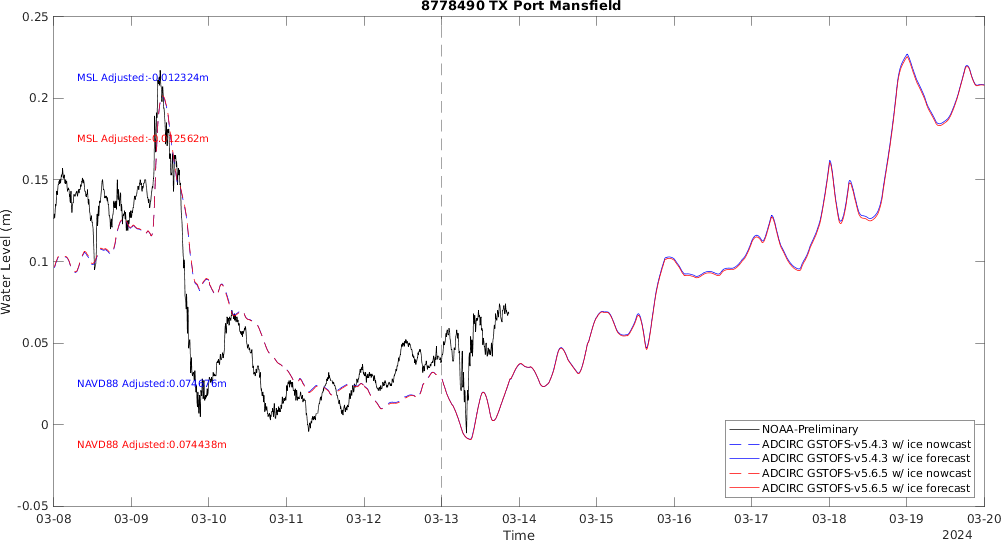 8778490 TX Port Mansfield
0.25
0.2
0.15
0.1
0.05
0
-0.05
Water Level (m)
MSL Adjusted:-0.012324m
MSL Adjusted:-0.012562m
NAVD88 Adjusted:0.074676m
NAVD88 Adjusted:0.074438m
NOAA-Preliminary
ADCIRC GSTOFS-v5.4.3 w/ ice nowcast
ADCIRC GSTOFS-v5.4.3 w/ ice forecast
ADCIRC GSTOFS-v5.6.5 w/ ice nowcast
ADCIRC GSTOFS-v5.6.5 w/ ice forecast
03-08 03-09 03-10 03-11 03-12 03-13 03-14 03-15 03-16 03-17 03-18 03-19 03-20
Time
2024